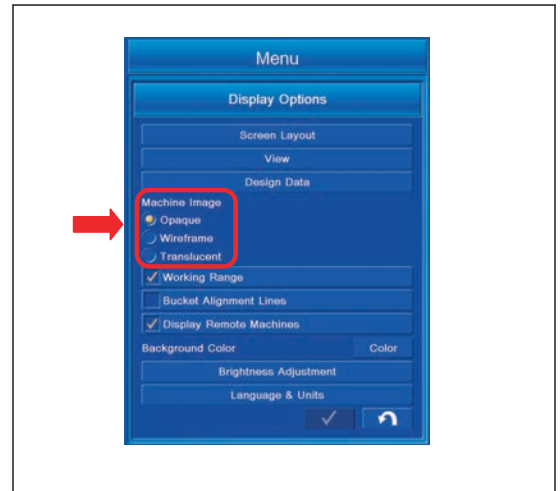 Menu
Display Options
Screen Layout
View
Design Data
Machine Image
Opaque
Wireframe
Translucent
Working Range
Bucket Alignment Lines
Display Remote Machines
Background Color Color
Brightness Adjustment
Language & Units